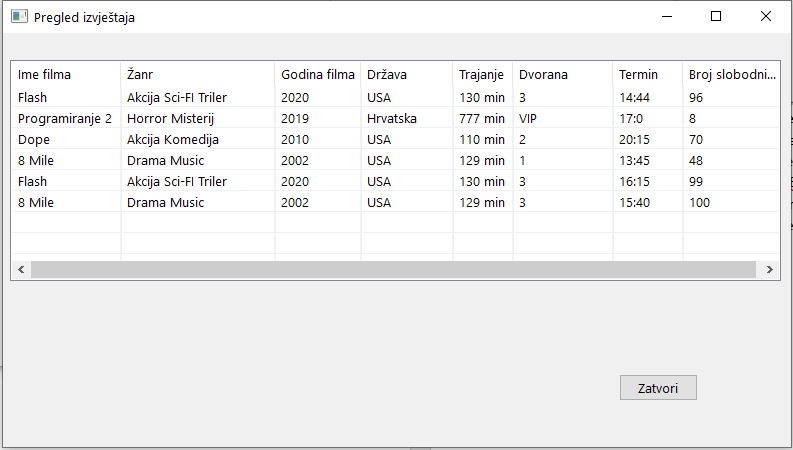 Pregled izvještaja
Ime filma Žanr Godina filma Država Trajanje Dvorana Termin Broj slobodni...
Flash Akcija Sci-FI Triler 2020 USA 130 min 3 14:44 96
Programiranje 2 Horror Misterij 2019 Hrvatska 777 min VIP 17:0 8
Dope Akcija Komedija 2010 USA 110 min 2 20:15 70
8 Mile Drama Music 2002 USA 129 min 1 13:45 48
Flash Akcija Sci-FI Triler 2020 USA 130 min 3 16:15 99
8 Mile Drama Music 2002 USA 129 min 3 15:40 100
Zatvori